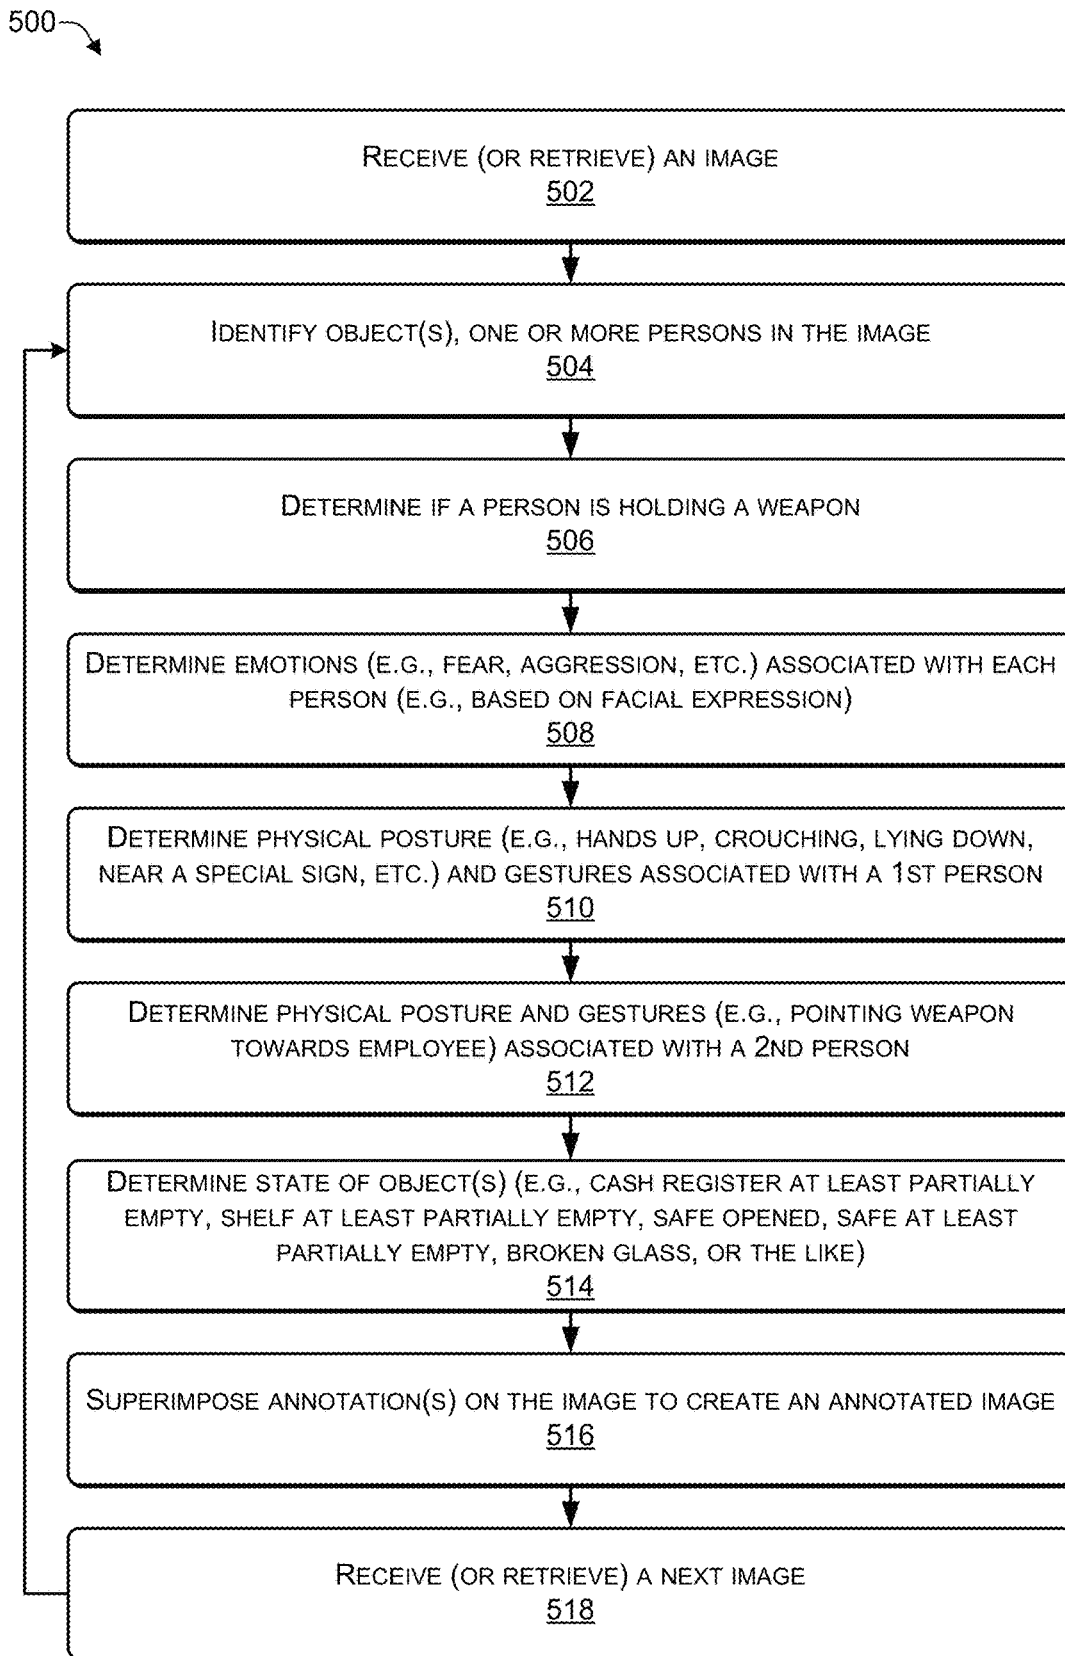 500
RECEIVE (OR RETRIEVE) AN IMAGE
502
IDENTIFY OBJECT(S), ONE OR MORE PERSONS IN THE IMAGE
504
DETERMINE IF A PERSON IS HOLDING A WEAPON
506
DETERMINE EMOTIONS (E.G., FEAR, AGGRESSION, ETC.) ASSOCIATED WITH EACH
PERSON (E.G., BASED ON FACIAL EXPRESSION)
508
DETERMINE PHYSICAL POSTURE (E.G., HANDS UP, CROUCHING, LYING DOWN,
NEAR A SPECIAL SIGN, ETC.) AND GESTURES ASSOCIATED WITH A 1ST PERSON
510
DETERMINE PHYSICAL POSTURE AND GESTURES (E.G., POINTING WEAPON
TOWARDS EMPLOYEE) ASSOCIATED WITH A 2ND PERSON
512
DETERMINE STATE OF OBJECT(S) (E.G., CASH REGISTER AT LEAST PARTIALLY
EMPTY, SHELF AT LEAST PARTIALLY EMPTY, SAFE OPENED, SAFE AT LEAST
PARTIALLY EMPTY, BROKEN GLASS, OR THE LIKE)
514
SUPERIMPOSE ANNOTATION(S) ON THE IMAGE TO CREATE AN ANNOTATED IMAGE
516
RECEIVE (OR RETRIEVE) A NEXT IMAGE
518